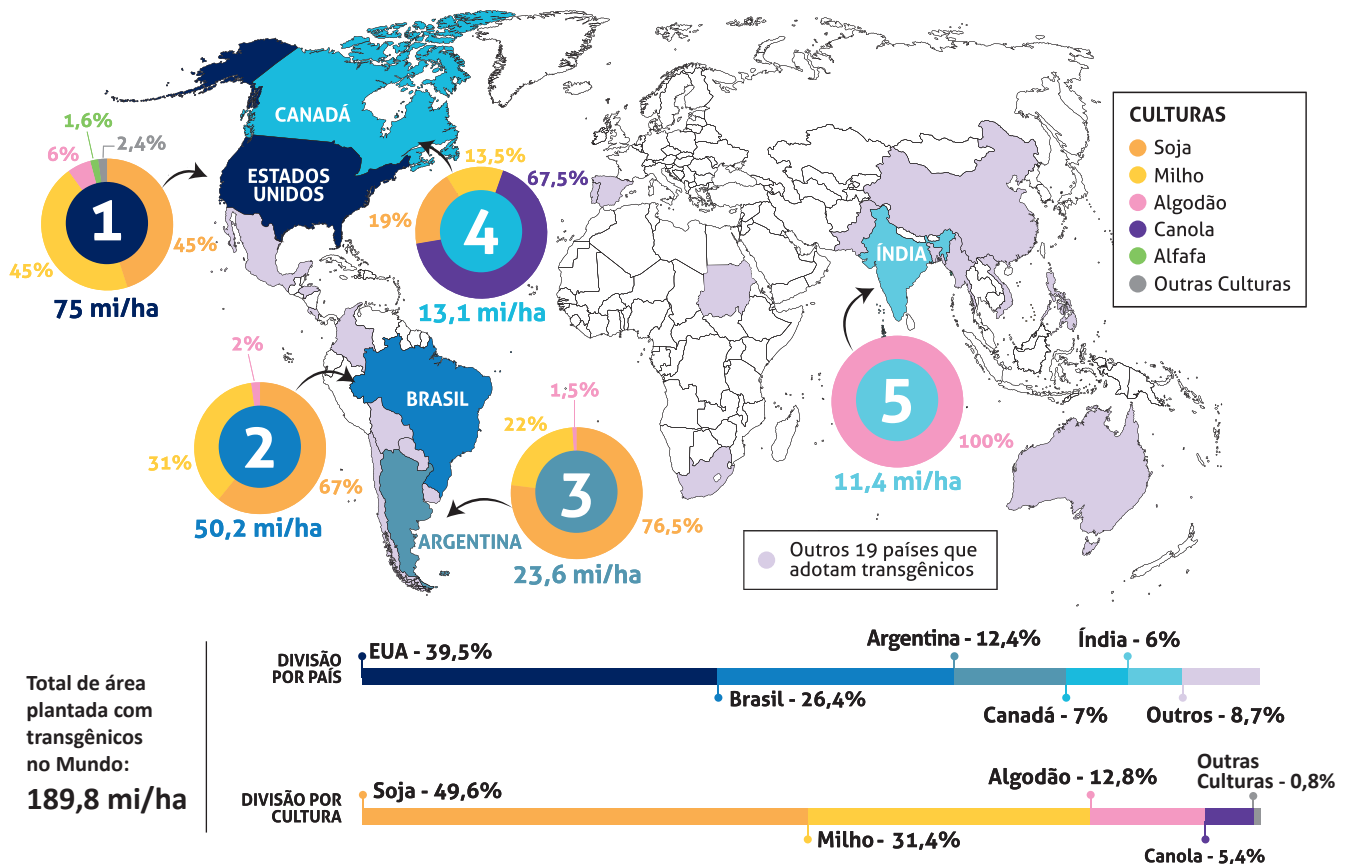 CANADÁ
ESTADOS
UNIDOS
1,6%
2,4%
6%
1
45%
45%
75 mi/ha
13,5%
67,5%
19%
4
13,1 mi/ha
2%
BRASIL
31%
2
67%
50,2 mi/ha
1,5%
22%
3
76,5%
ARGENTINA
23,6 mi/ha
ÍNDIA
5
100%
11,4 mi/ha
CULTURAS
Soja
Milho
Algodão
Canola
Alfafa
Outras Culturas
Outros 19 países que
adotam transgênicos
Total de área
plantada com
transgênicos
no Mundo:
189,8 mi/ha
DIVISÃO
POR PAÍS
EUA - 39,5%
Brasil - 26,4%
Argentina - 12,4%
Canadá - 7%
Índia - 6%
Outros - 8,7%
DIVISÃO POR
CULTURA
Soja - 49,6%
Milho - 31,4%
Algodão - 12,8%
Canola - 5,4%
Outras
Culturas - 0,8%